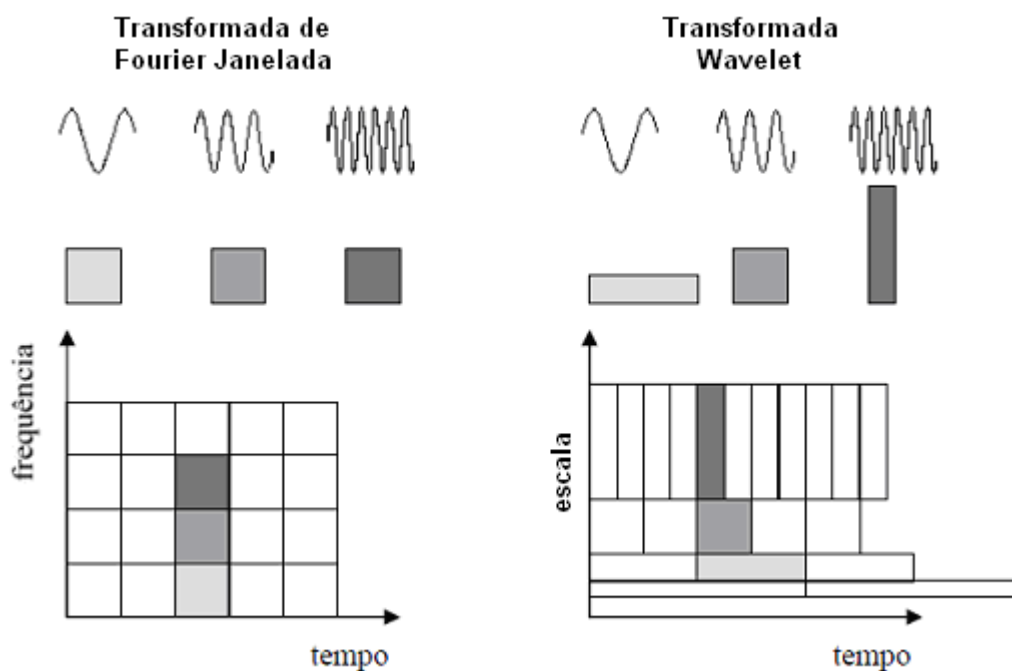 Transformada de
Fourier Janelada
Transformada
Wavelet
frequência
tempo
escala
tempo